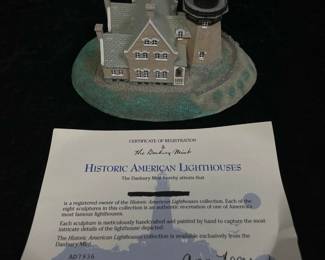 CERTIFICATE OF REGISTRATION
The Danbury Mint
HISTORIC AMERICAN LIGHTHOUSES
The Danbury Mint hereby attests that
is a registered owner of the Historic American Lighthouses collection. Each of the
eight sculptures in this collection is an authentic recreation of one of America's
most famous lighthouses.
Each sculpture is meticulously handcrafted and painted by hand to capture the most
intricate details of the lighthouse depicted.
The Historic American Lighthouses collection is available exclusively from the
Danbury Mint.